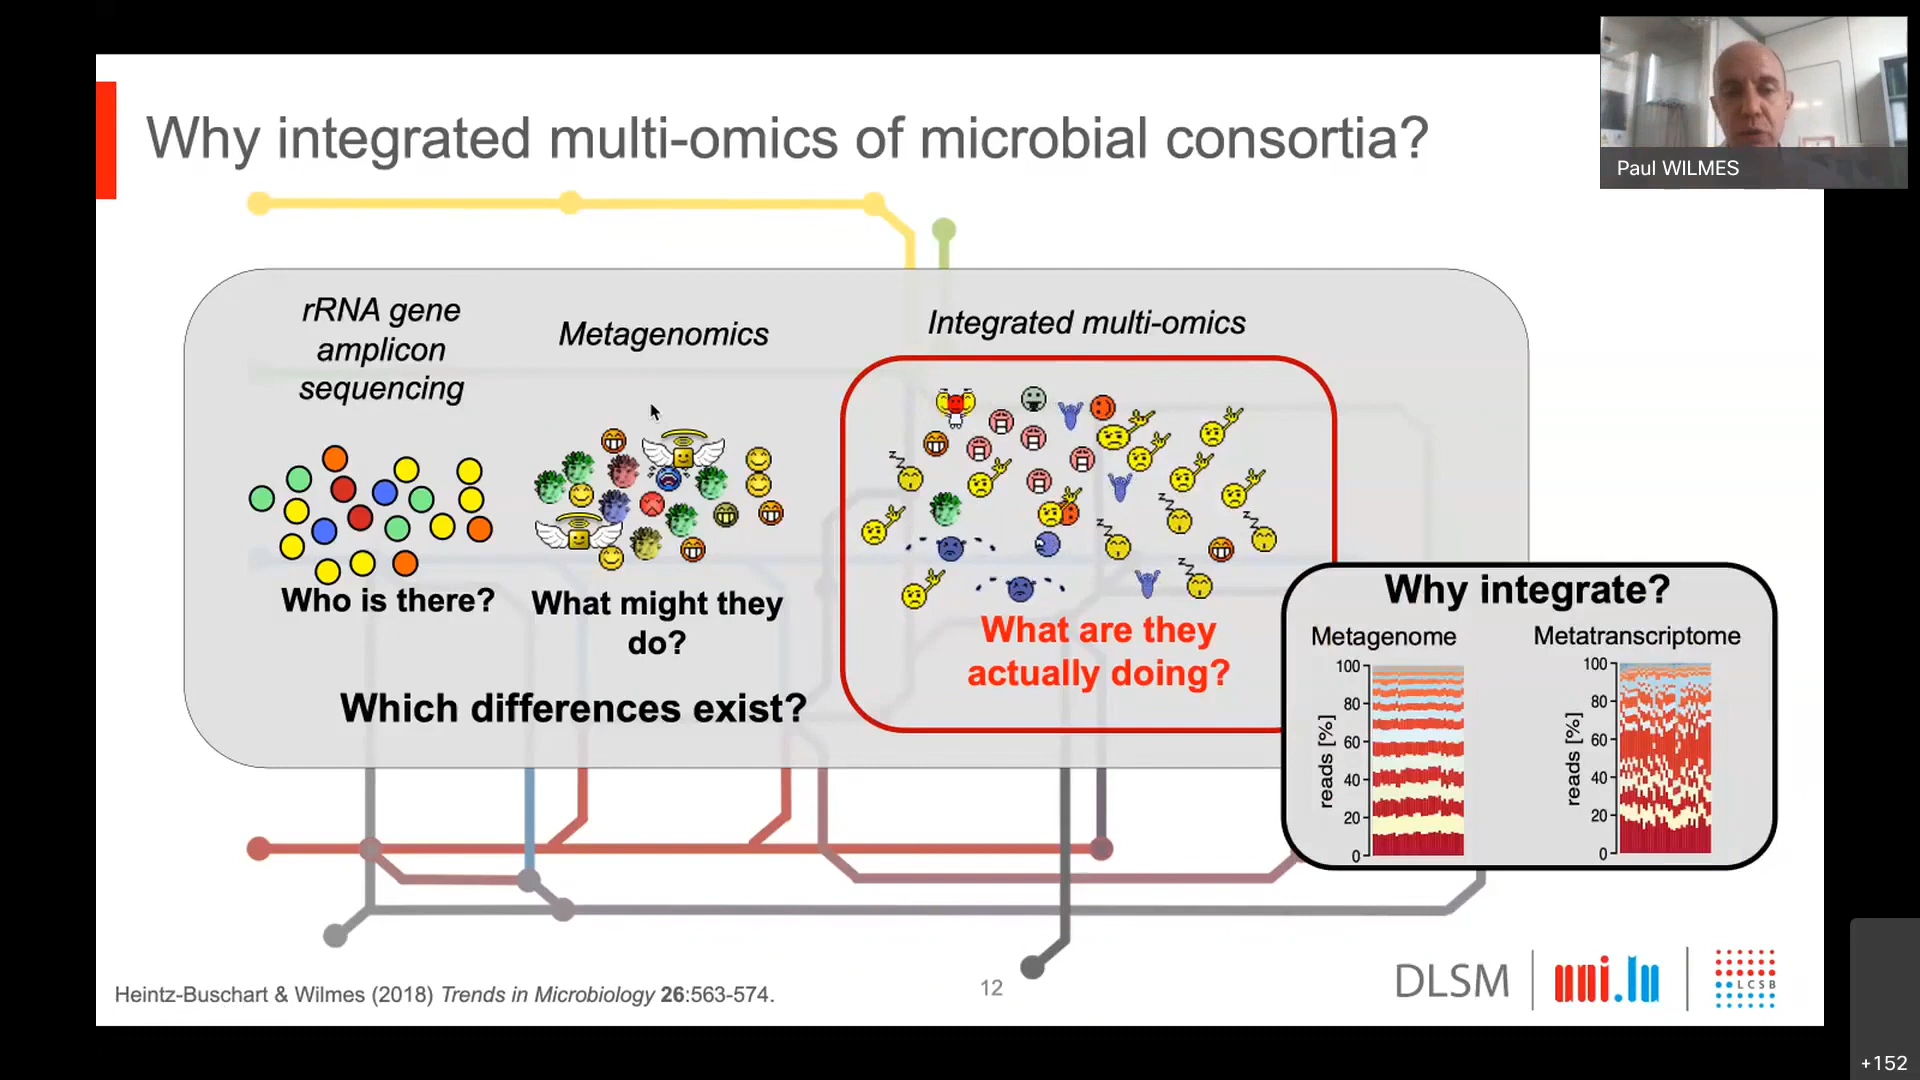 Why integrated multi-omics of microbial consortia?
Paul WILMES
rRNA gene
amplicon
sequencing
Metagenomics
Integrated multi-omics
Who is there?
What might they
do?
What are they
actually doing?
Which differences exist?
Why integrate?
Metagenome
Metatranscriptome
reads [%]
100
80
60
40
20
0
reads [%]
100
80
60
40
20
0
Heintz-Buschart & Wilmes (2018) Trends in Microbiology 26:563-574.
12
DLSM
uni.lu
LCSB
+152